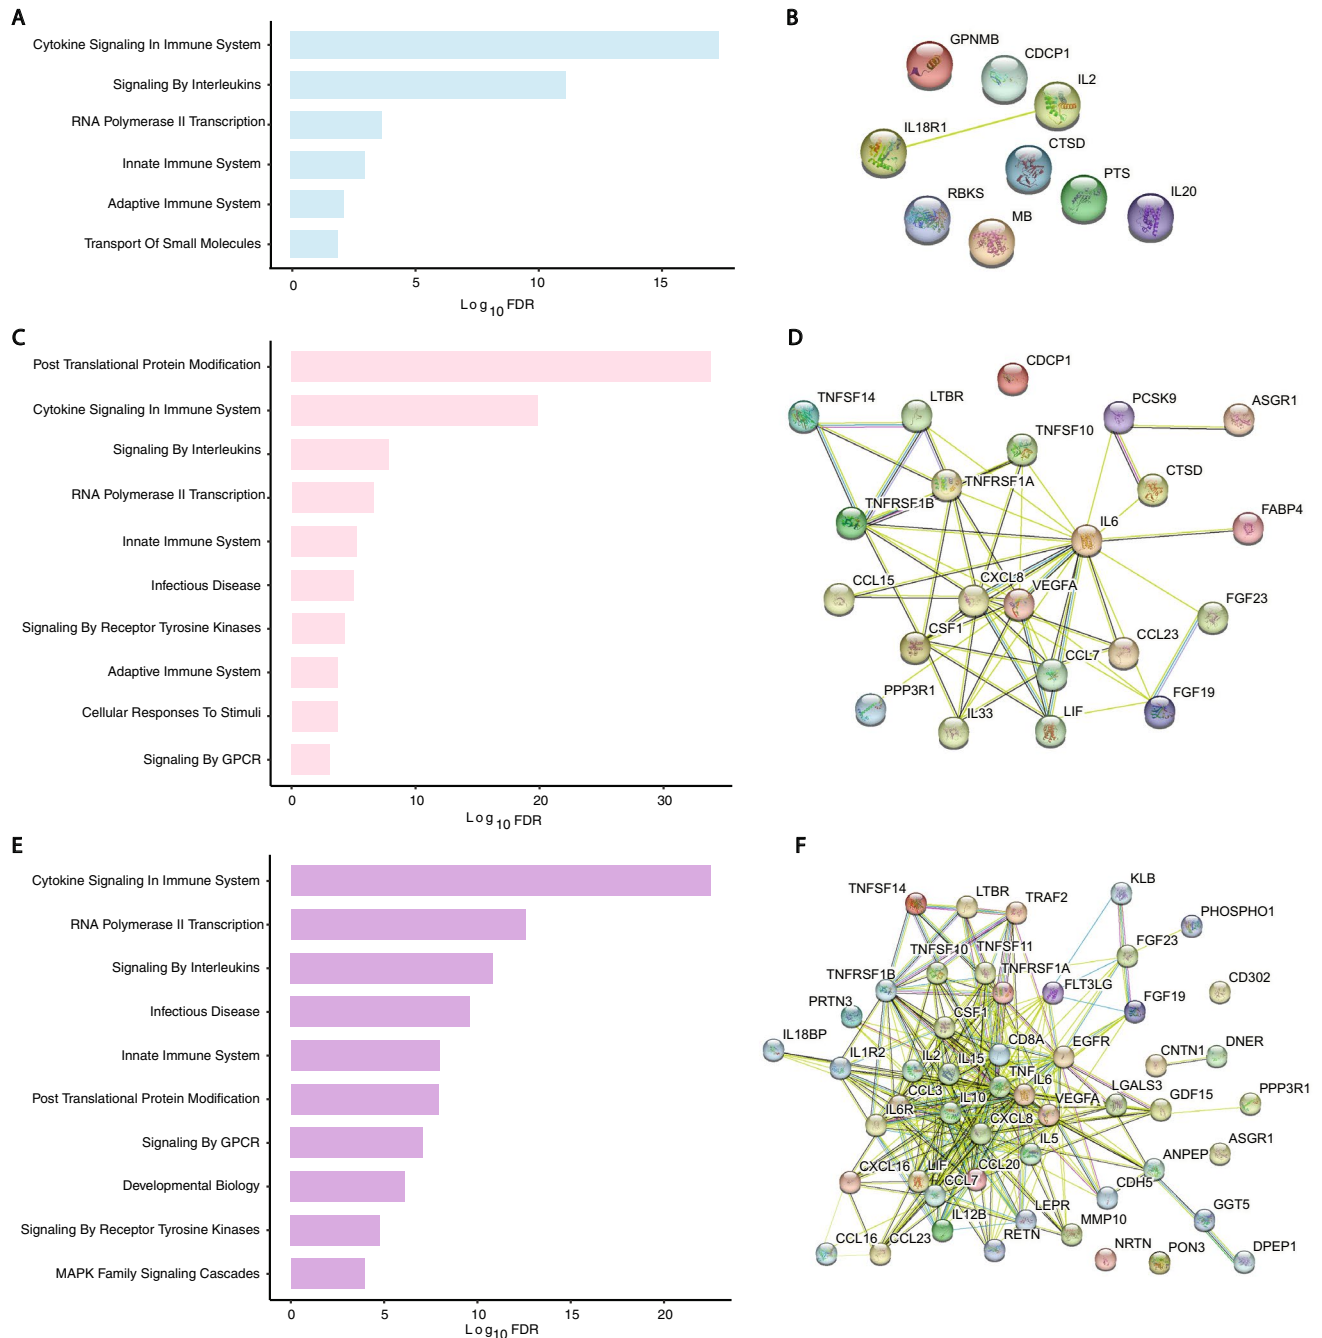 A
Cytokine Signaling In Immune System
Signaling By Interleukins
RNA Polymerase II Transcription
Innate Immune System
Adaptive Immune System
Transport Of Small Molecules
0 5 10 15
Log10 FDR
B
GPNMB
CDCP1
IL2
IL18R1
CTSD
PTS
IL20
RBKS
MB
C
Post Translational Protein Modification
Cytokine Signaling In Immune System
Signaling By Interleukins
RNA Polymerase II Transcription
Innate Immune System
Infectious Disease
Signaling By Receptor Tyrosine Kinases
Adaptive Immune System
Cellular Responses To Stimuli
Signaling By GPCR
0 10 20 30
Log10 FDR
D
CDCP1
TNFSF14
LTBR
PCSK9
ASGR1
TNFSF10
CTSD
TNFRSF1A
TNFRSF1B
IL6
FABP4
CCL15
CXCL8
VEGFA
FGF23
CSF1
CCL23
CCL7
PPP3R1
IL33
LIF
FGF19
E
Cytokine Signaling In Immune System
RNA Polymerase II Transcription
Signaling By Interleukins
Infectious Disease
Innate Immune System
Post Translational Protein Modification
Signaling By GPCR
Developmental Biology
Signaling By Receptor Tyrosine Kinases
MAPK Family Signaling Cascades
0 5 10 15 20
Log10 FDR
F
TNFSF14
LTBR
TRAF2
KLB
PHOSPHO1
TNFSF10
TNFSF11
FGF23
TNFRSF1B
TNFRSF1A
FLT3LG
CD302
PRTN3
CSF1
FGF19
IL18BP
IL1R2
IL2
IL15
CD8A
EGFR
CNTN1
DNER
CCL3
TNF
IL6
LGALS3
GDF15
PPP3R1
IL6R
IL10
VEGFA
CXCL8
IL5
ANPEP
ASGR1
CXCL16
LIF
CCL20
CCL7
CDH5
IL12B
LEPR
MMP10
GGT5
CCL16
CCL23
RETN
NRTN
PON3
DPEP1